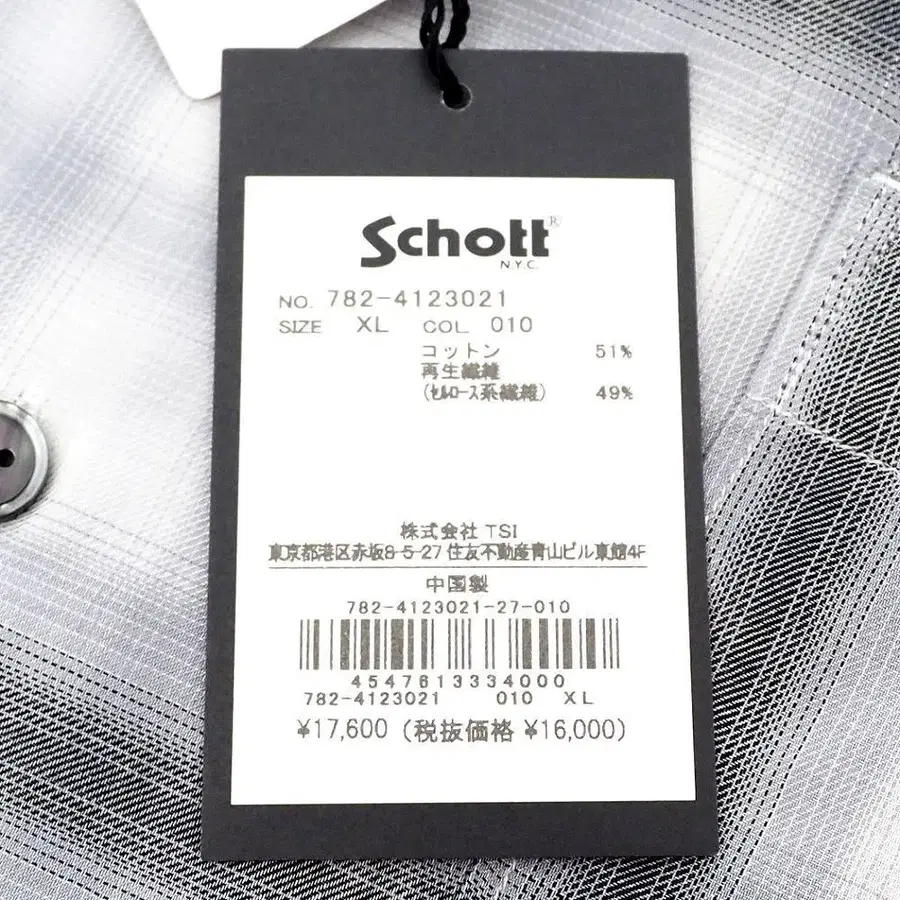 Schott®
N.Y.C.
NO. 782-4123021
SIZE XL COL 010
コットン 51%
再生繊維
(ｾﾙﾛｰｽ系繊維) 49%
株式会社 TSI
東京都港区赤坂8-5-27 住友不動産青山ビル東館4F
中国製
782-4123021-27-010
4547613334000
782-4123021 010 XL
¥17,600 (税抜価格 ¥16,000)